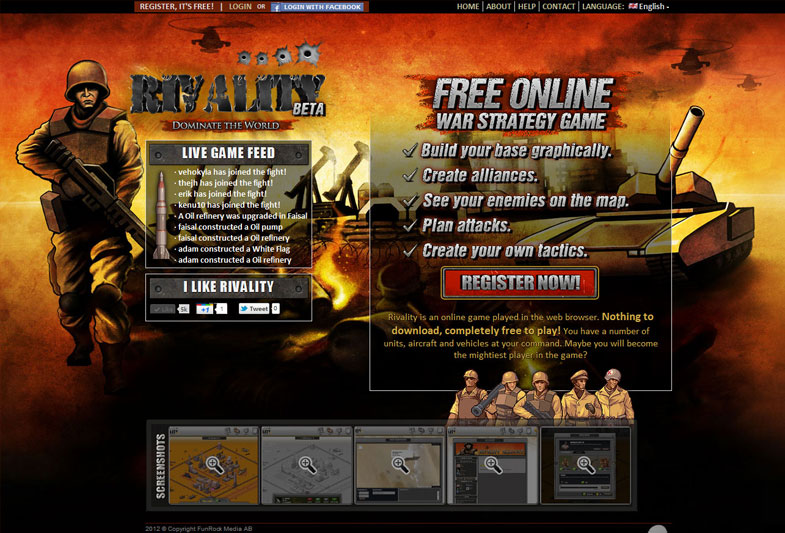 REGISTER, IT'S FREE! | LOGIN OR LOGIN WITH FACEBOOK
HOME | ABOUT | HELP | CONTACT | LANGUAGE: English
RIVALITY
BETA
DOMINATE THE WORLD
LIVE GAME FEED
· vehokyla has joined the fight!
· thejh has joined the fight!
· erik has joined the fight!
· kenu10 has joined the fight!
· A Oil refinery was upgraded in Faisal
· faisal constructed a Oil pump
· faisal constructed a Oil refinery
· adam constructed a White Flag
· adam constructed a Oil refinery
I LIKE RIVALITY
5k +1 1 Tweet 0
FREE ONLINE
WAR STRATEGY GAME
Build your base graphically.
Create alliances.
See your enemies on the map.
Plan attacks.
Create your own tactics.
REGISTER NOW!
Rivality is an online game played in the web browser. Nothing to
download, completely free to play! You have a number of
units, aircraft and vehicles at your command. Maybe you will become
the mightiest player in the game?
SCREENSHOTS
2012 © Copyright FunRock Media AB